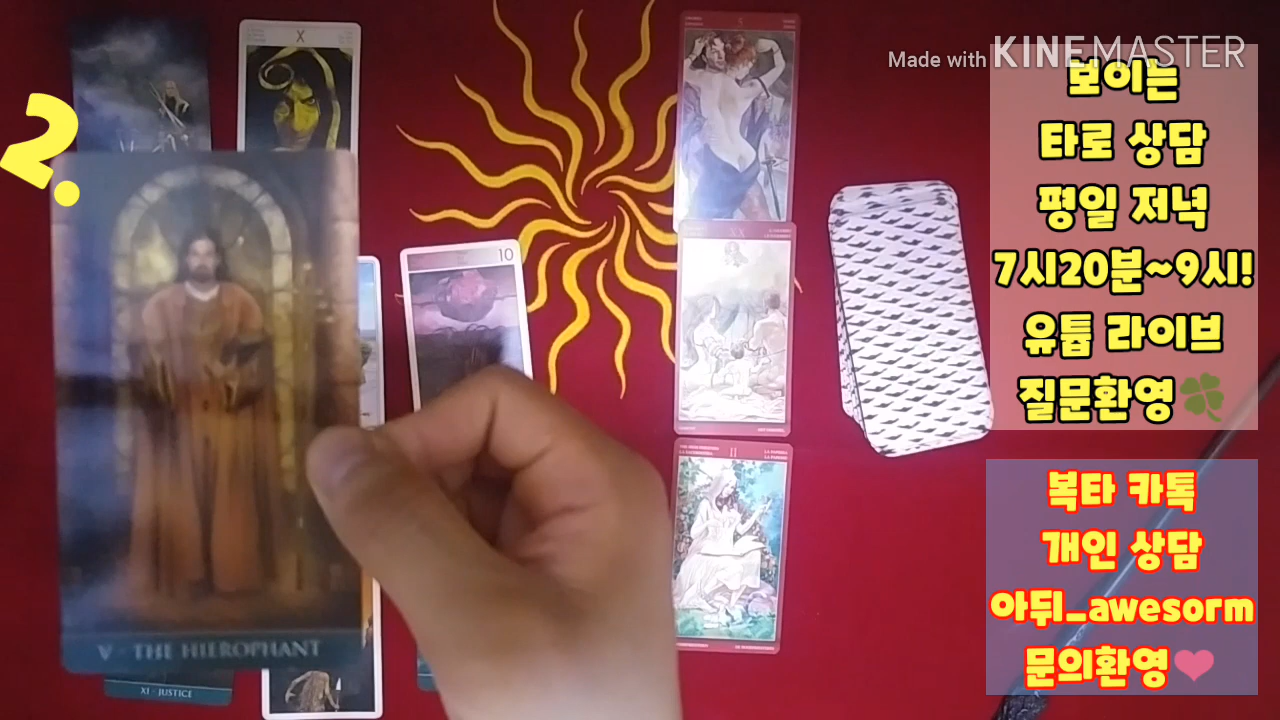 Made with KINEMASTER
보이는
타로 상담
평일 저녁
7시20분~9시!
유튭 라이브
질문환영🍀
복타 카톡
개인 상담
아뒤_awesorm
문의환영❤
2.
X
10
XX
II
V · THE HIEROPHANT
XI · JUSTICE